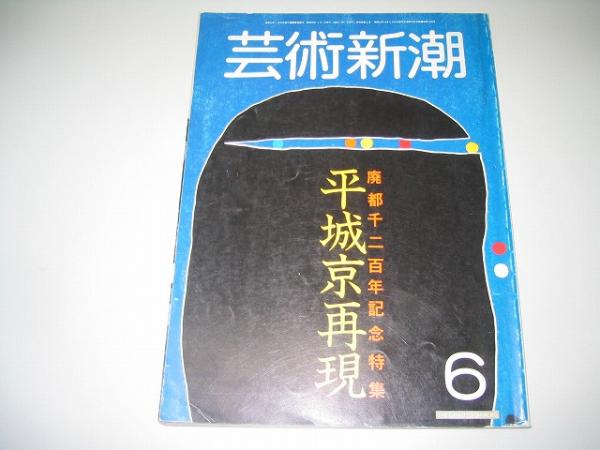 芸術新潮
廃都千二百年記念特集
平城京再現
6